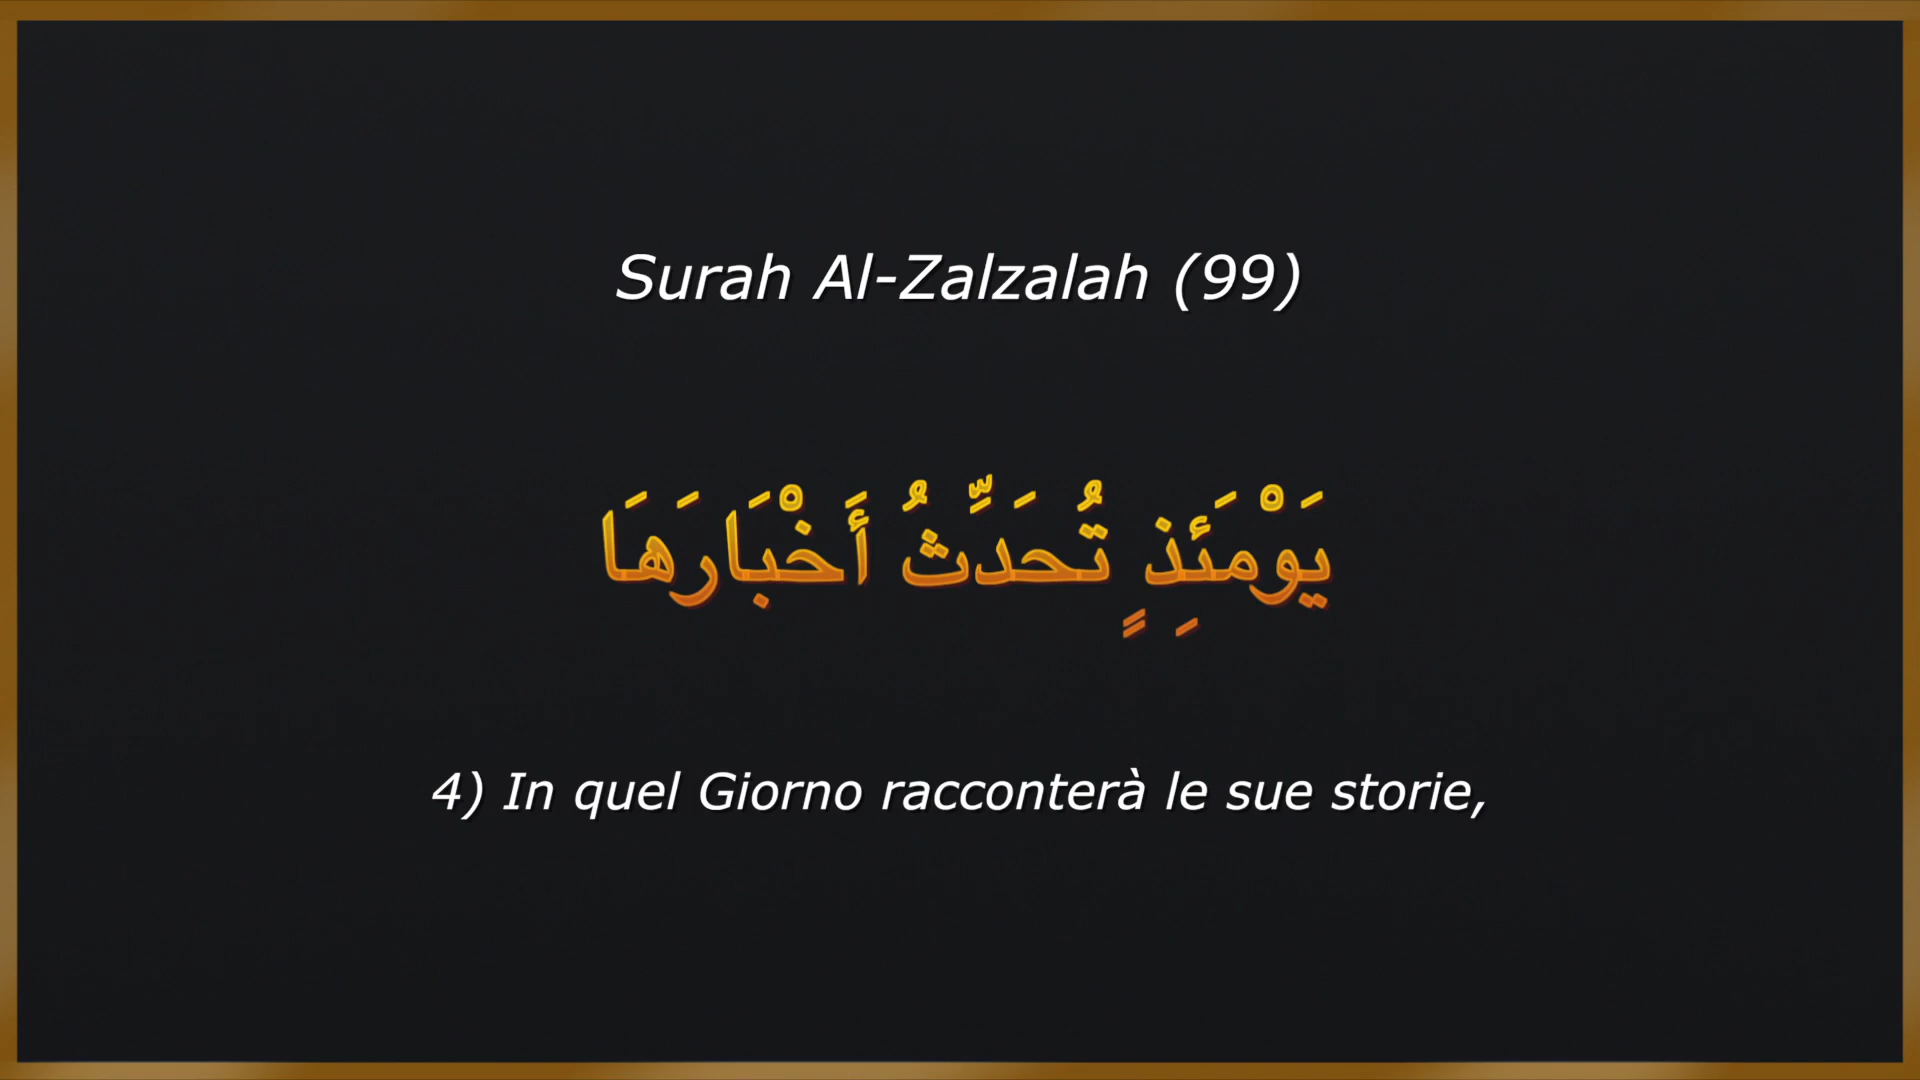 Surah Al-Zalzalah (99)
يَوْمَئِذٍ تُحَدِّثُ أَخْبَارَهَا
4) In quel Giorno racconterà le sue storie,